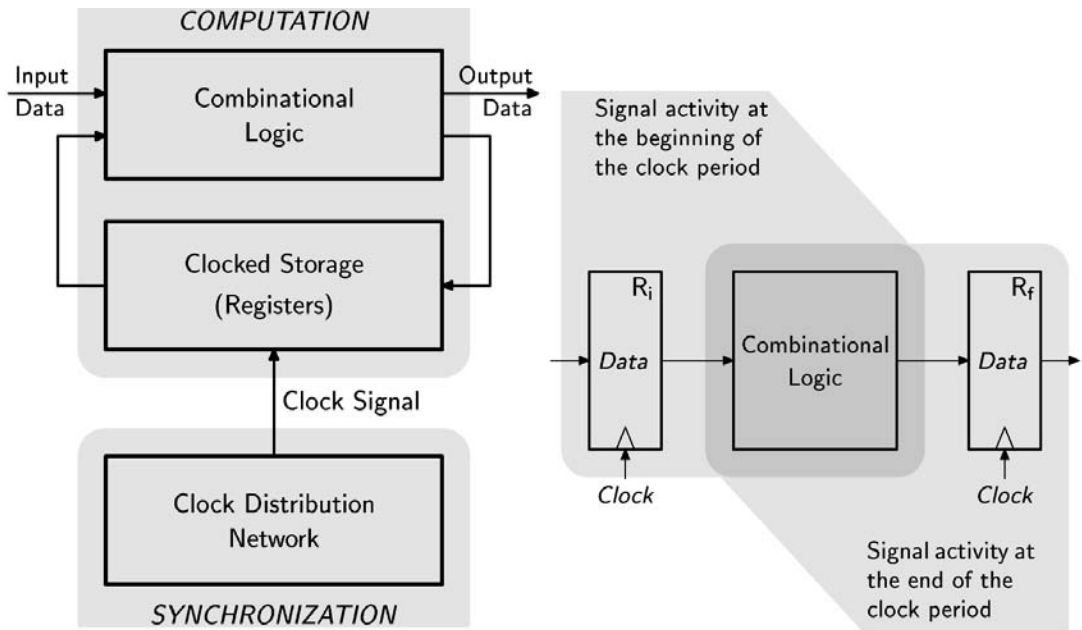 COMPUTATION
Input
Data
Combinational
Logic
Output
Data
Clocked Storage
(Registers)
Clock Signal
Clock Distribution
Network
SYNCHRONIZATION
Signal activity at
the beginning of
the clock period
R_i
Data
Clock
Combinational
Logic
R_f
Data
Clock
Signal activity at
the end of the
clock period